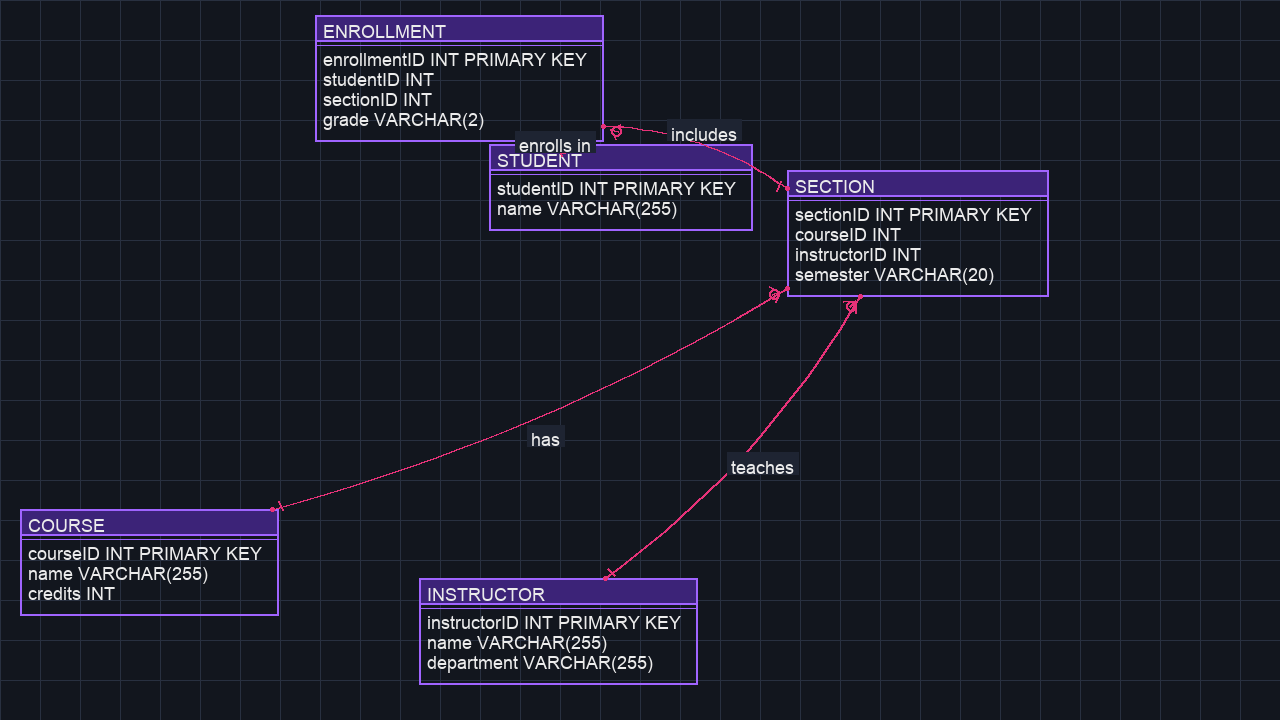 ENROLLMENT
enrollmentID INT PRIMARY KEY
studentID INT
sectionID INT
grade VARCHAR(2)
includes
enrolls in
STUDENT
studentID INT PRIMARY KEY
name VARCHAR(255)
SECTION
sectionID INT PRIMARY KEY
courseID INT
instructorID INT
semester VARCHAR(20)
has
teaches
COURSE
courseID INT PRIMARY KEY
name VARCHAR(255)
credits INT
INSTRUCTOR
instructorID INT PRIMARY KEY
name VARCHAR(255)
department VARCHAR(255)